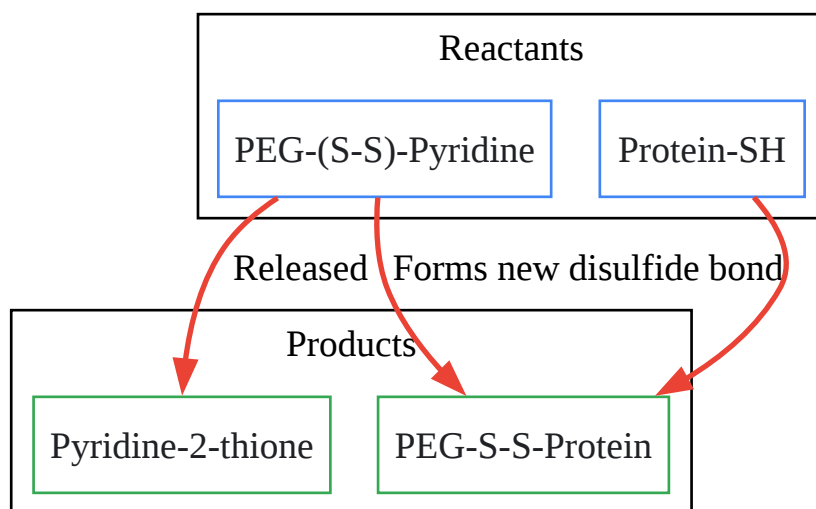 Reactants
PEG-(S-S)-Pyridine
Protein-SH
Released
Forms new disulfide bond
Products
Pyridine-2-thione
PEG-S-S-Protein